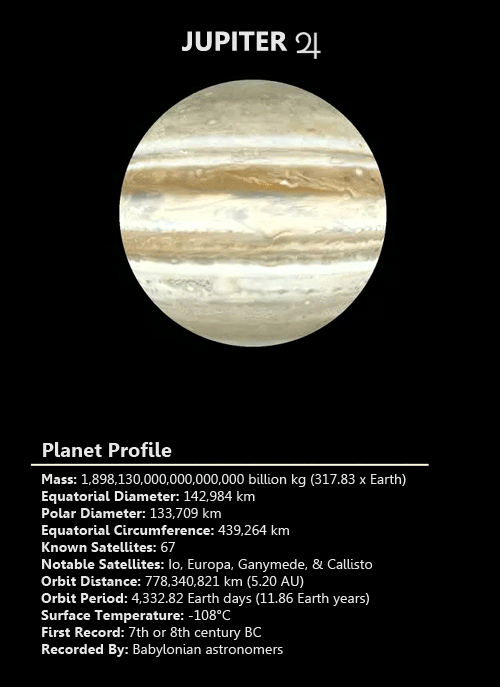 JUPITER ♃
Planet Profile
Mass: 1,898,130,000,000,000,000,000 billion kg (317.83 x Earth)
Equatorial Diameter: 142,984 km
Polar Diameter: 133,709 km
Equatorial Circumference: 439,264 km
Known Satellites: 67
Notable Satellites: Io, Europa, Ganymede, & Callisto
Orbit Distance: 778,340,821 km (5.20 AU)
Orbit Period: 4,332.82 Earth days (11.86 Earth years)
Surface Temperature: -108°C
First Record: 7th or 8th century BC
Recorded By: Babylonian astronomers